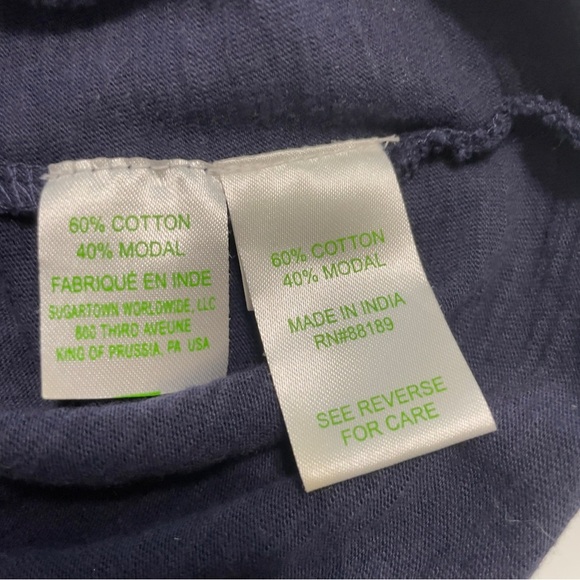 60% COTTON
40% MODAL
FABRIQUÉ EN INDE
SUGARTOWN WORLDWIDE, LLC
800 THIRD AVEUNE
KING OF PRUSSIA, PA USA
60% COTTON
40% MODAL
MADE IN INDIA
RN#88189
SEE REVERSE
FOR CARE